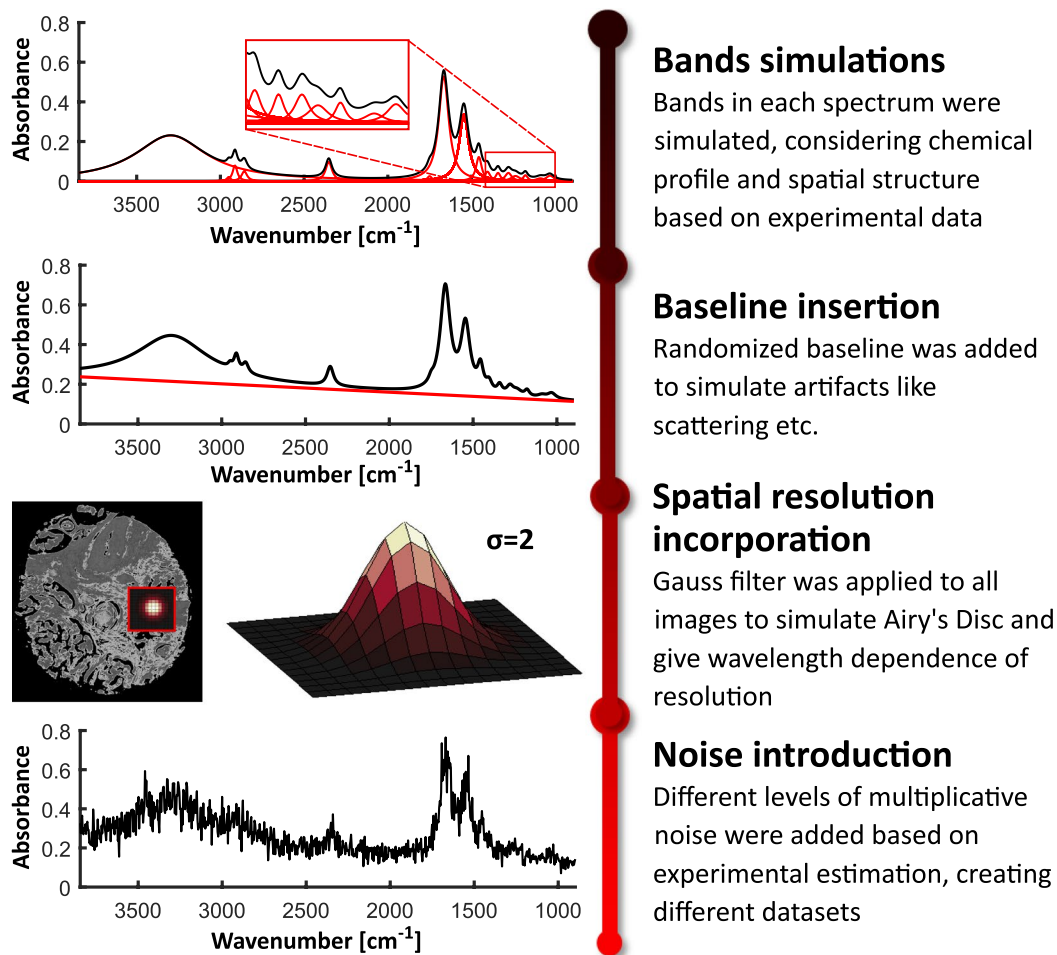 0.8
0.6
0.4
0.2
0
Absorbance
3500 3000 2500 2000 1500 1000
Wavenumber [cm-1]
Bands simulations
Bands in each spectrum were
simulated, considering chemical
profile and spatial structure
based on experimental data
0.8
0.6
0.4
0.2
0
Absorbance
3500 3000 2500 2000 1500 1000
Wavenumber [cm-1]
Baseline insertion
Randomized baseline was added
to simulate artifacts like
scattering etc.
σ=2
Spatial resolution
incorporation
Gauss filter was applied to all
images to simulate Airy's Disc and
give wavelength dependence of
resolution
0.8
0.6
0.4
0.2
0
Absorbance
3500 3000 2500 2000 1500 1000
Wavenumber [cm-1]
Noise introduction
Different levels of multiplicative
noise were added based on
experimental estimation, creating
different datasets